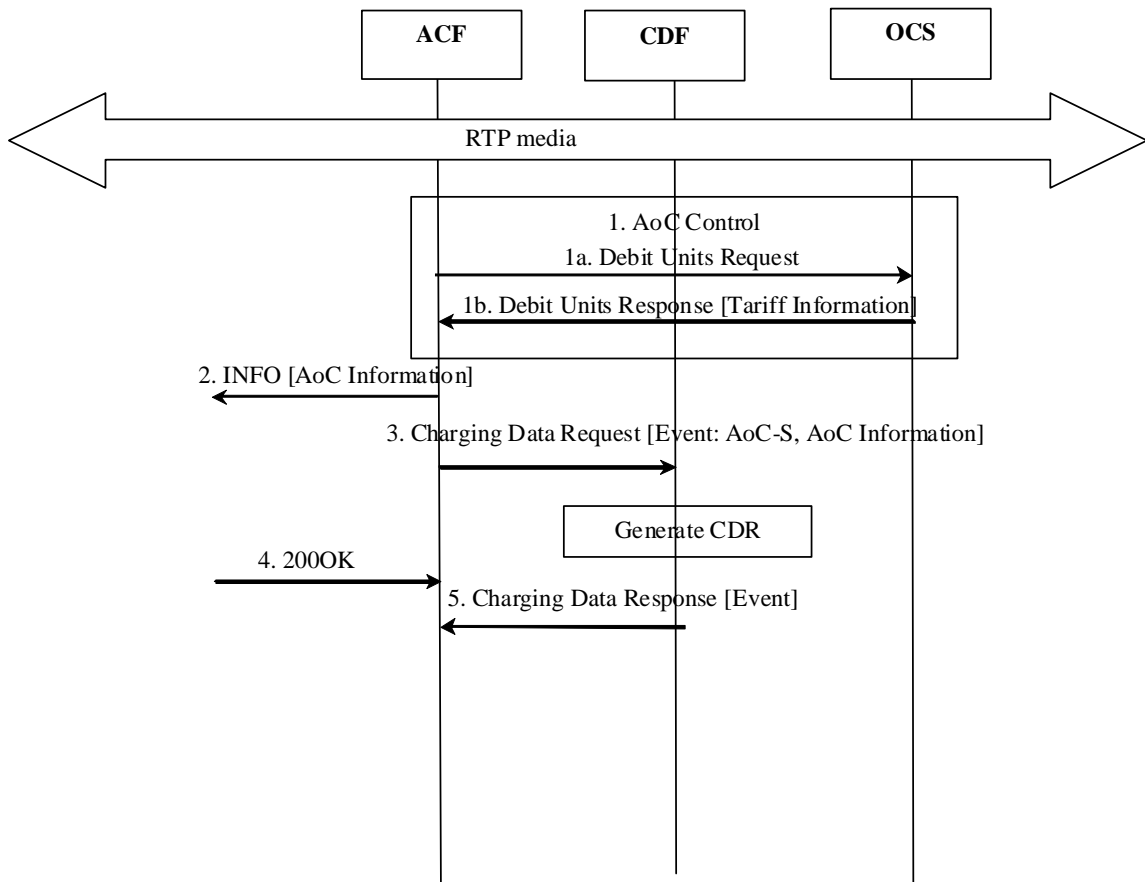 ACF
CDF
OCS
RTP media
1. AoC Control
1a. Debit Units Request
1b. Debit Units Response [Tariff Information]
2. INFO [AoC Information]
3. Charging Data Request [Event: AoC-S, AoC Information]
Generate CDR
4. 200OK
5. Charging Data Response [Event]